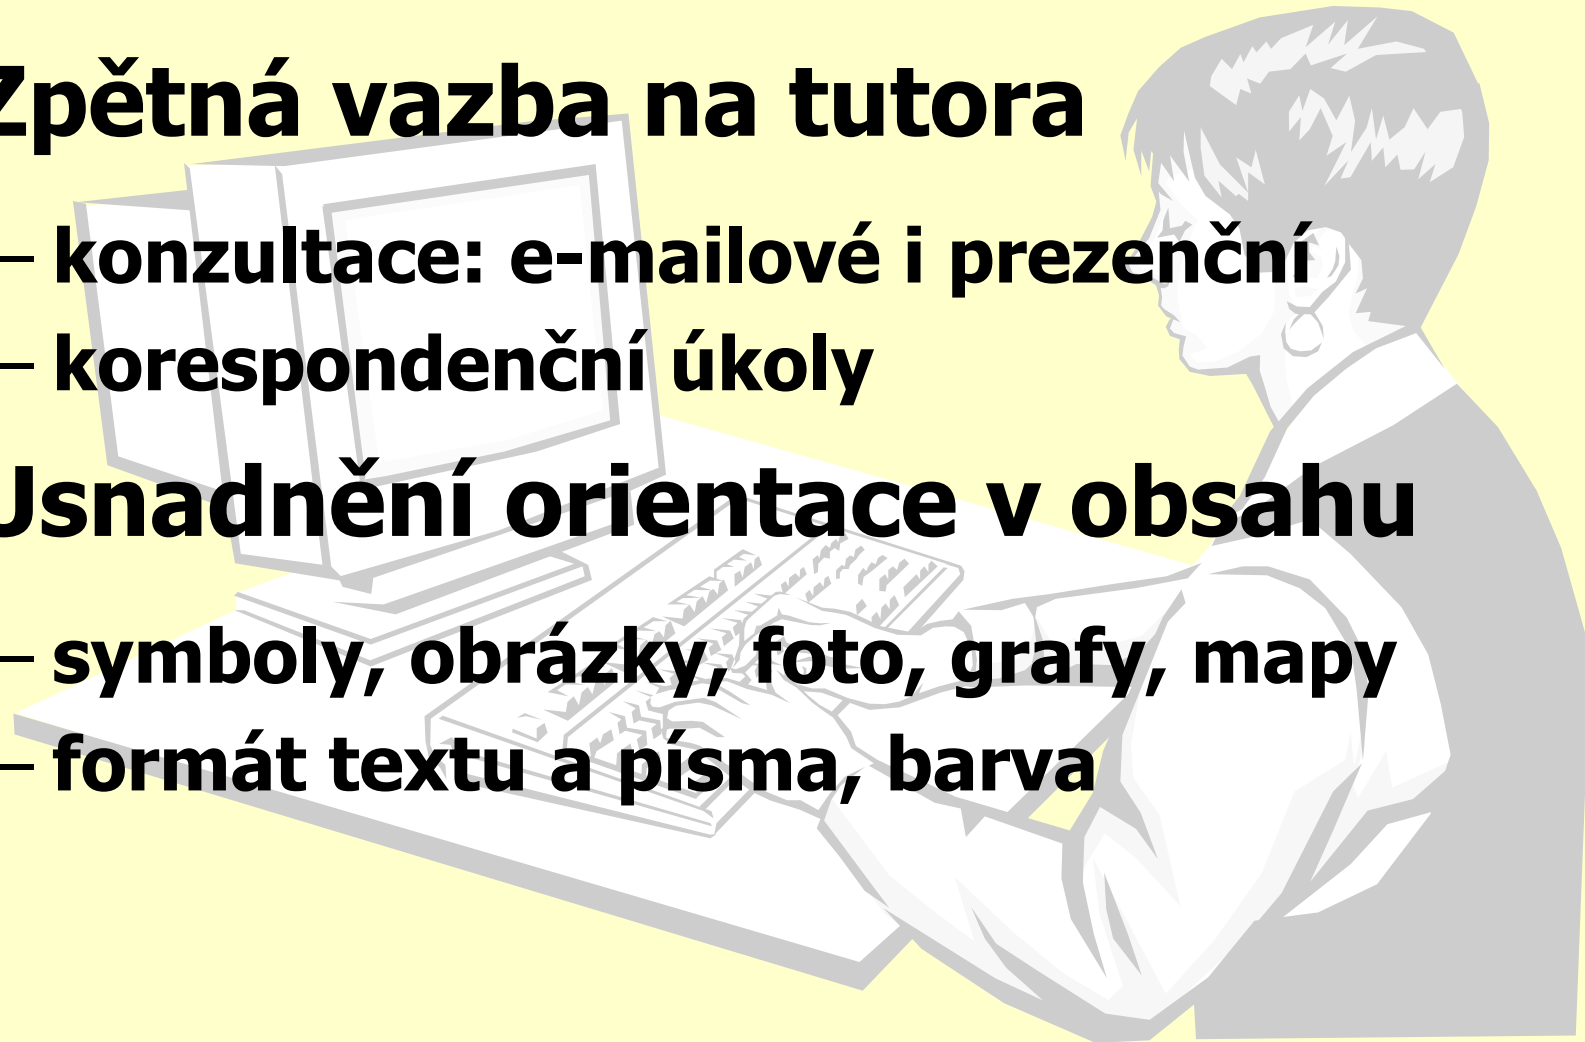 Zpětná vazba na tutora
– konzultace: e-mailové i prezenční
– korespondenční úkoly
Usnadnění orientace v obsahu
– symboly, obrázky, foto, grafy, mapy
– formát textu a písma, barva